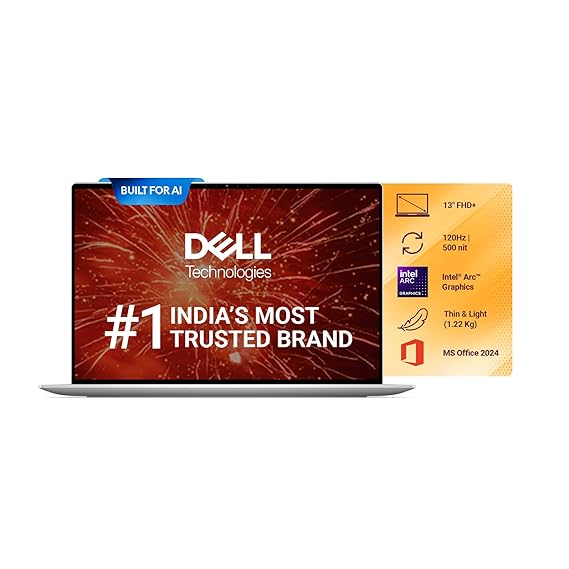 BUILT FOR AI
DELL
Technologies
#1 INDIA'S MOST
TRUSTED BRAND
13" FHD+
120Hz |
500 nit
intel
ARC
GRAPHICS
Intel® Arc™
Graphics
Thin & Light
(1.22 Kg)
MS Office 2024